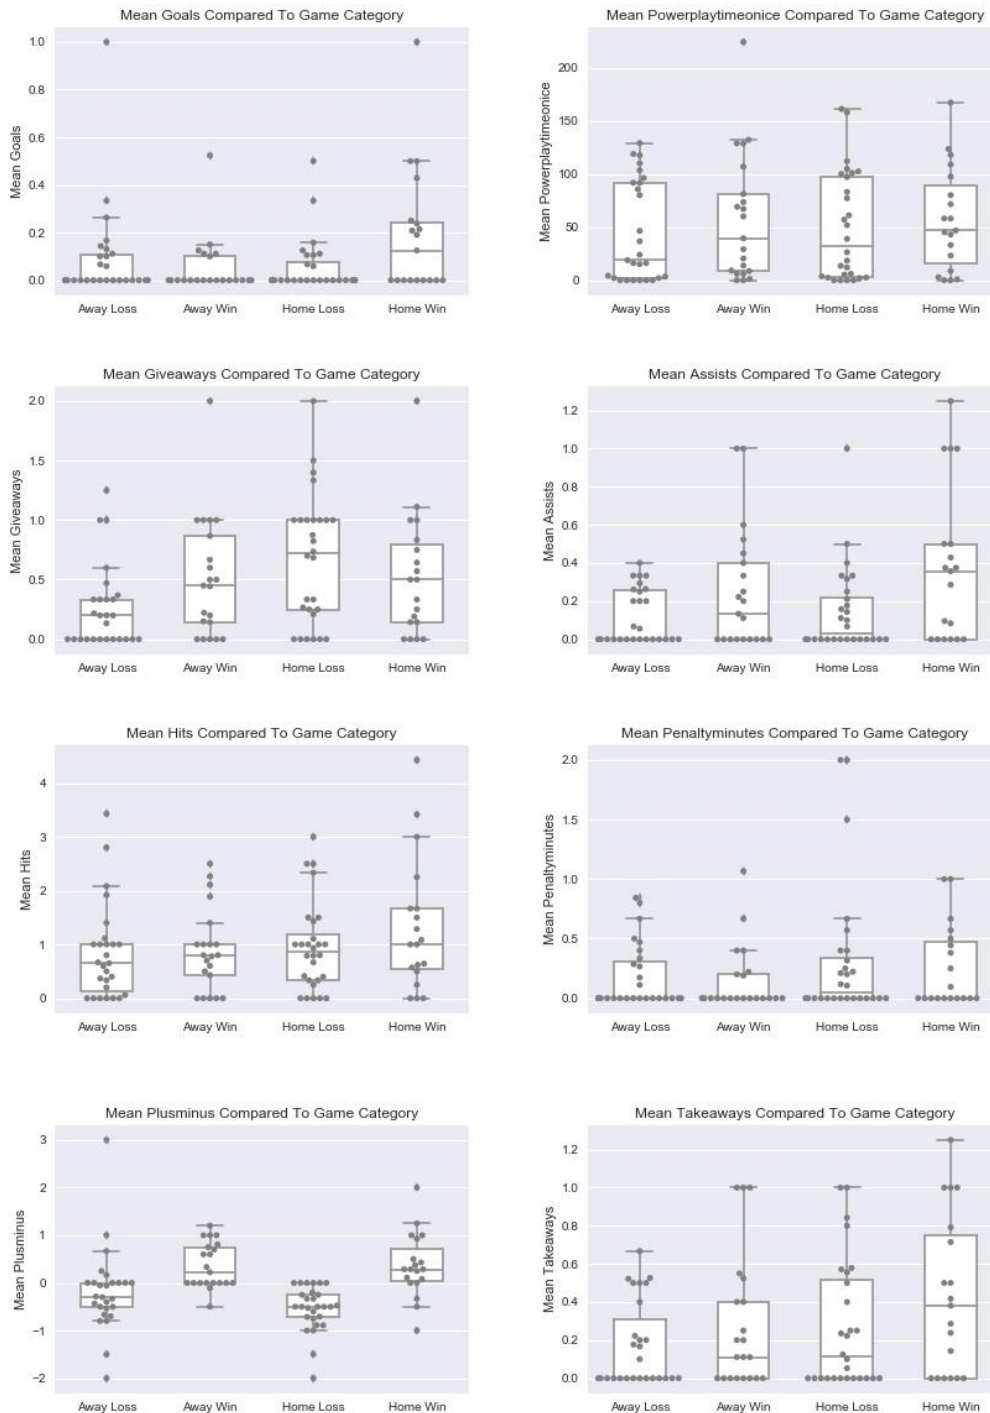 Mean Goals Compared To Game Category
Mean Goals
1.0
0.8
0.6
0.4
0.2
0.0
Away Loss Away Win Home Loss Home Win
Mean Powerplaytimeonice Compared To Game Category
Mean Powerplaytimeonice
200
150
100
50
0
Away Loss Away Win Home Loss Home Win
Mean Giveaways Compared To Game Category
Mean Giveaways
2.0
1.5
1.0
0.5
0.0
Away Loss Away Win Home Loss Home Win
Mean Assists Compared To Game Category
Mean Assists
1.2
1.0
0.8
0.6
0.4
0.2
0.0
Away Loss Away Win Home Loss Home Win
Mean Hits Compared To Game Category
Mean Hits
4
3
2
1
0
Away Loss Away Win Home Loss Home Win
Mean Penaltyminutes Compared To Game Category
Mean Penaltyminutes
2.0
1.5
1.0
0.5
0.0
Away Loss Away Win Home Loss Home Win
Mean Plusminus Compared To Game Category
Mean Plusminus
3
2
1
0
−1
−2
Away Loss Away Win Home Loss Home Win
Mean Takeaways Compared To Game Category
Mean Takeaways
1.2
1.0
0.8
0.6
0.4
0.2
0.0
Away Loss Away Win Home Loss Home Win